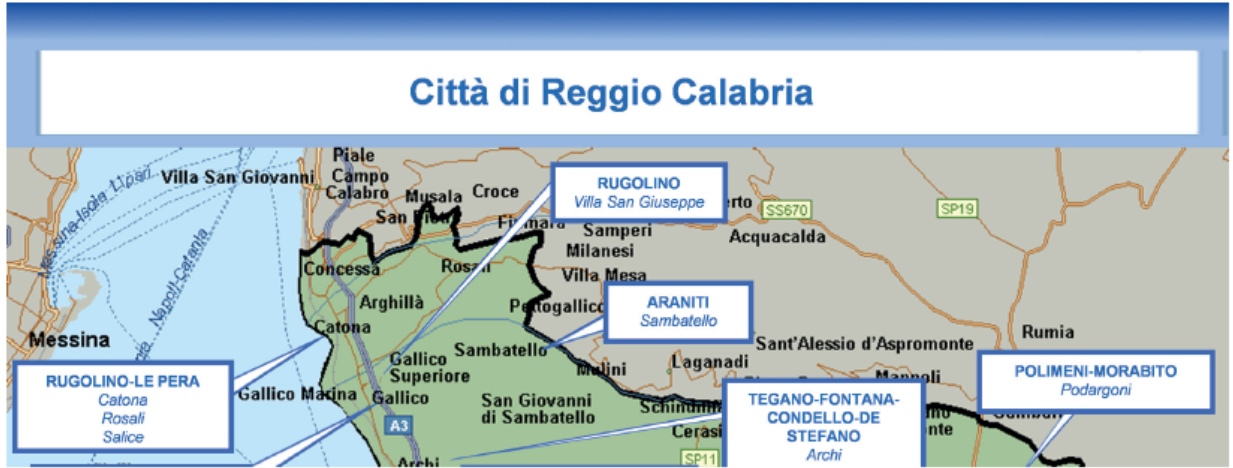 Città di Reggio Calabria
Piale
Campo
Calabro
Villa San Giovanni
Musala
Croce
RUGOLINO
Villa San Giuseppe
SS670
SP19
Messina-Isola Lipari
Napoli-Catania
San
Samperi
Acquacalda
Milanesi
Concessa
Rosali
Villa Mesa
Arghillà
Pettogallico
ARANITI
Sambatello
Catona
Messina
Rumia
Sant'Alessio d'Aspromonte
Sambatello
Gallico
Superiore
Mulini
Laganadi
RUGOLINO-LE PERA
Catona
Rosali
Salice
POLIMENI-MORABITO
Podargoni
Gallico Marina
Gallico
San Giovanni
di Sambatello
TEGANO-FONTANA-
CONDELLO-DE
STEFANO
Archi
A3
Archi
SP11